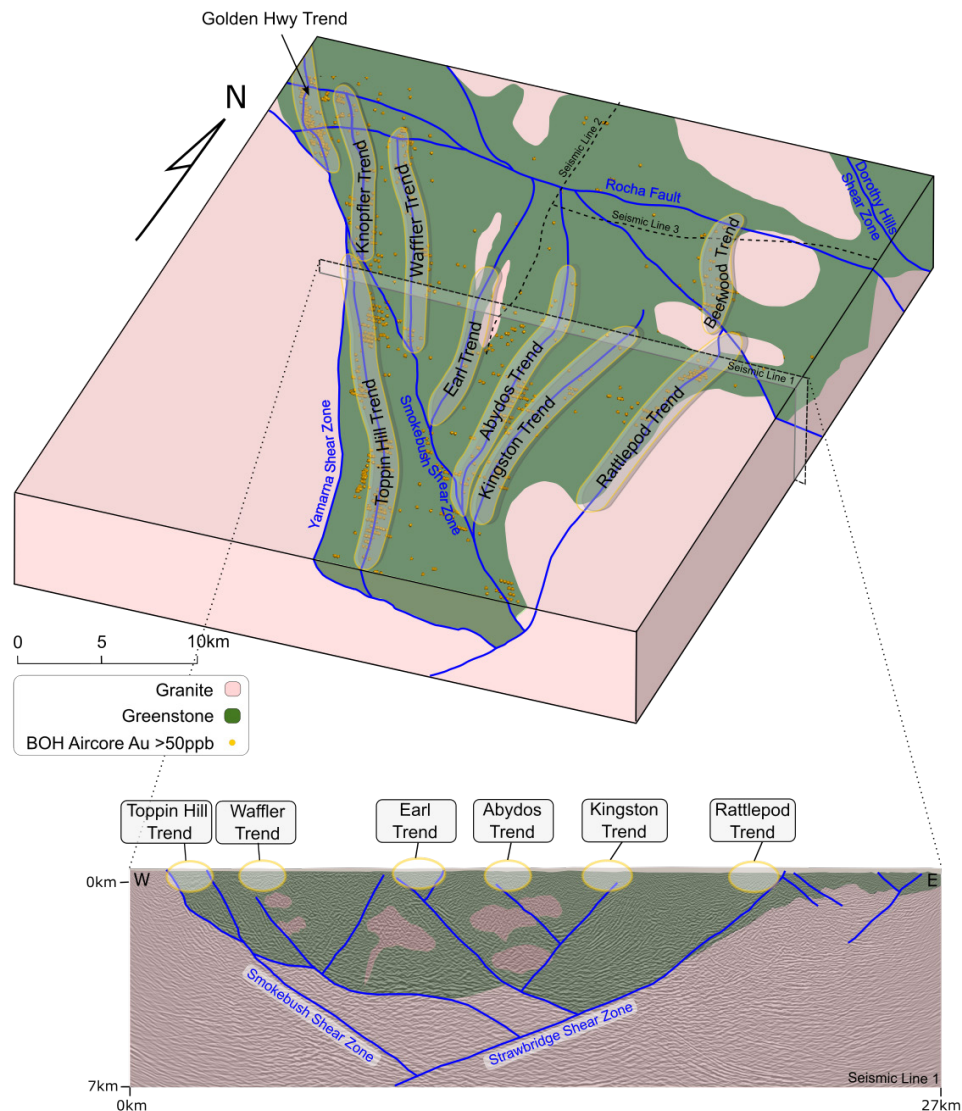 Golden Hwy Trend
N
Seismic Line 2
Dorothy Hills
Shear Zone
Rocha Fault
Knopfler Trend
Waffler Trend
Seismic Line 3
Beefwood Trend
Earl Trend
Abydos Trend
Seismic Line 1
Kingston Trend
Rattlepod Trend
Toppin Hill Trend
Smokebush Shear Zone
Yamarna Shear Zone
0 5 10km
Granite
Greenstone
BOH Aircore Au >50ppb
Toppin Hill
Trend
Waffler
Trend
Earl
Trend
Abydos
Trend
Kingston
Trend
Rattlepod
Trend
0km
W
E
Smokebush Shear Zone
Strawbridge Shear Zone
7km
Seismic Line 1
0km
27km